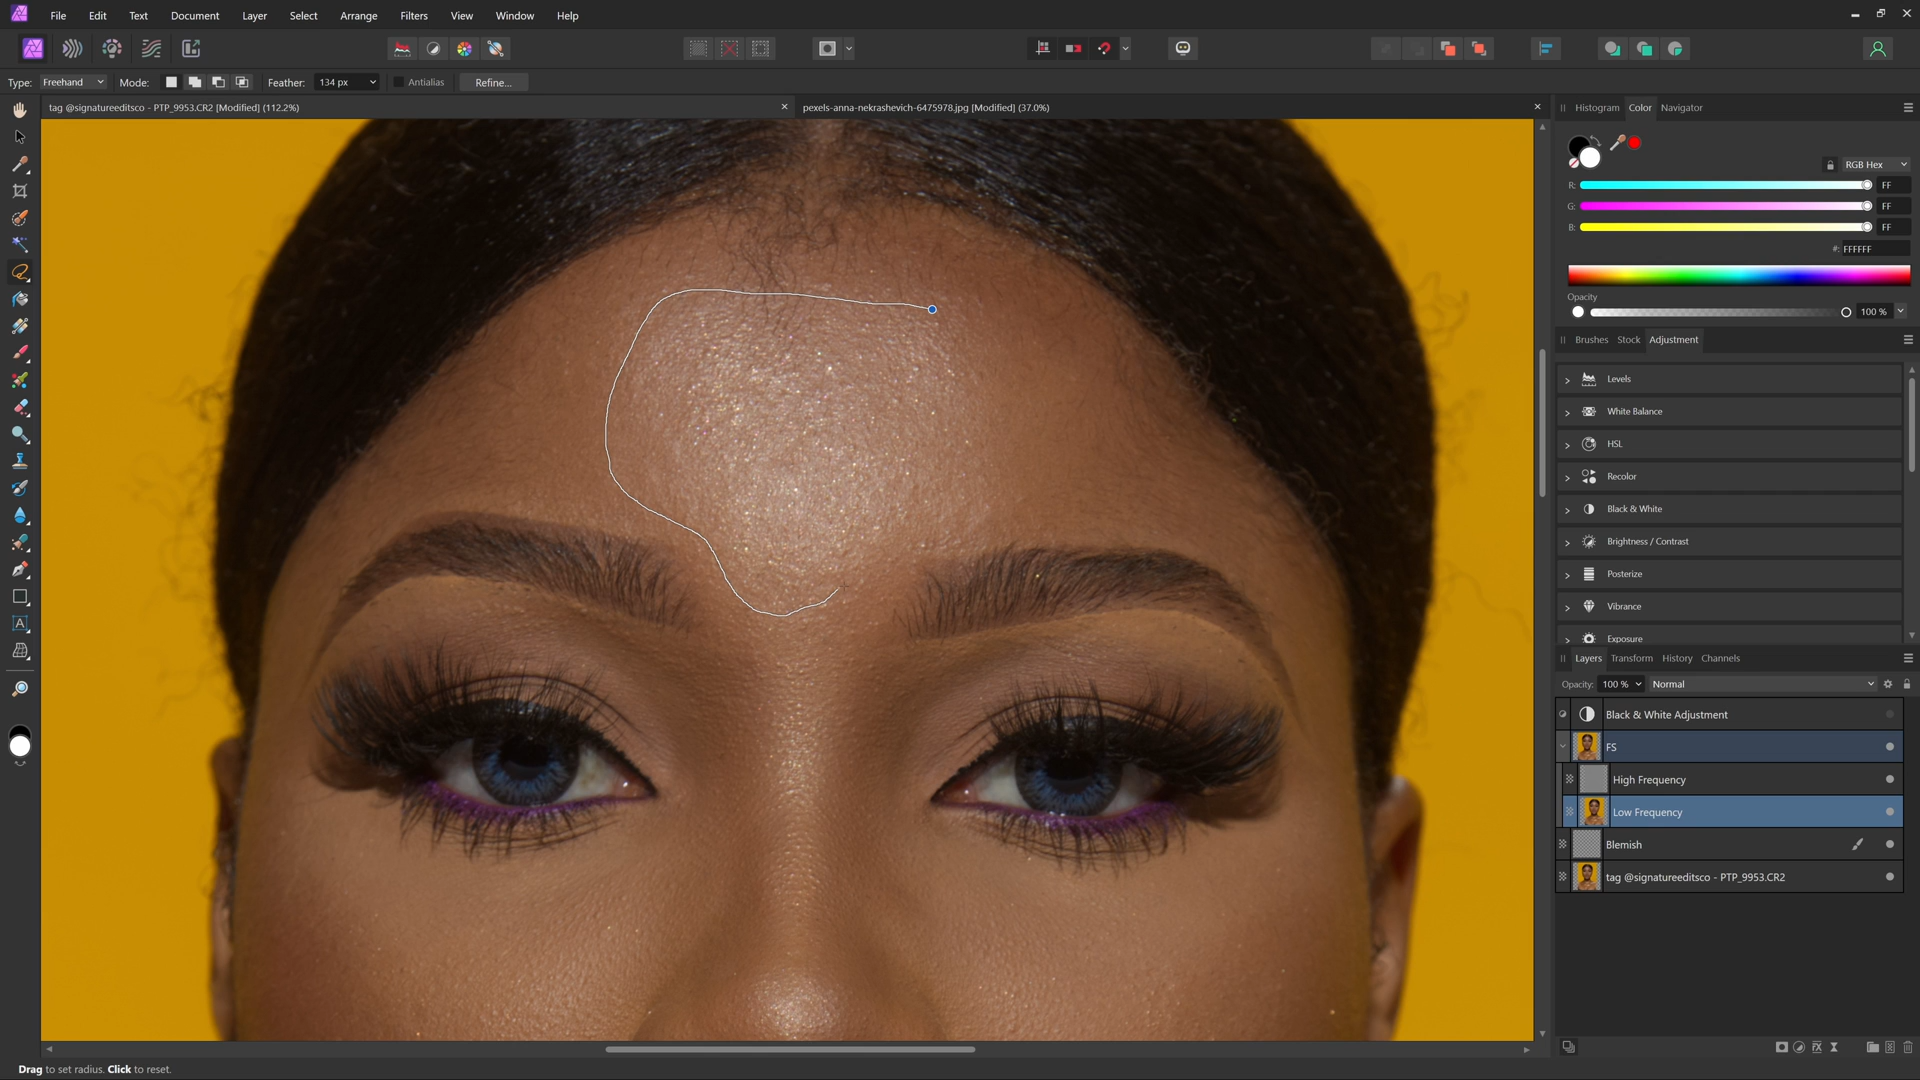 File Edit Text Document Layer Select Arrange Filters View Window Help
Type: Freehand Mode: Feather: 134 px Antialias Refine...
tag @signatureeditsco - PTP_9953.CR2 [Modified] (112.2%)
pexels-anna-nekrashevich-6475978.jpg [Modified] (37.0%)
Histogram Color Navigator
RGB Hex
R: FF
G: FF
B: FF
#: FFFFFF
Opacity
100 %
Brushes Stock Adjustment
Levels
White Balance
HSL
Recolor
Black & White
Brightness / Contrast
Posterize
Vibrance
Exposure
Layers Transform History Channels
Opacity: 100 % Normal
Black & White Adjustment
FS
High Frequency
Low Frequency
Blemish
tag @signatureeditsco - PTP_9953.CR2
Drag to set radius. Click to reset.